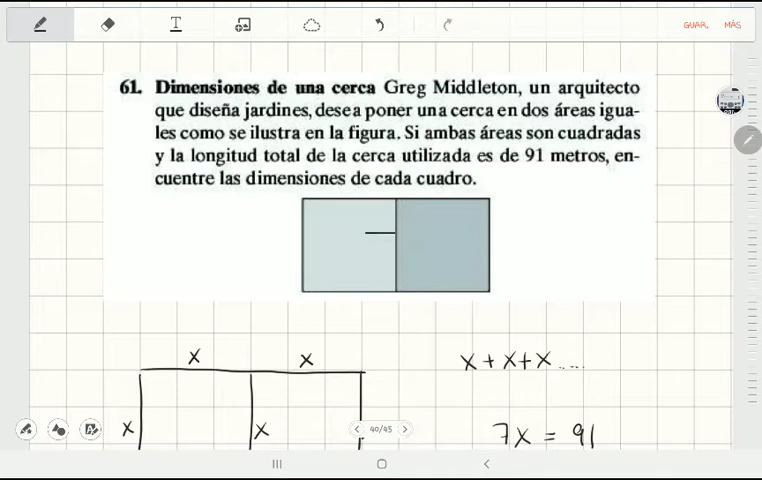 T
GUAR.
MÁS
61. Dimensiones de una cerca Greg Middleton, un arquitecto
que diseña jardines, desea poner una cerca en dos áreas igua-
les como se ilustra en la figura. Si ambas áreas son cuadradas
y la longitud total de la cerca utilizada es de 91 metros, en-
cuentre las dimensiones de cada cuadro.
x x
x + x + x ....
x x
7x = 91
40/45